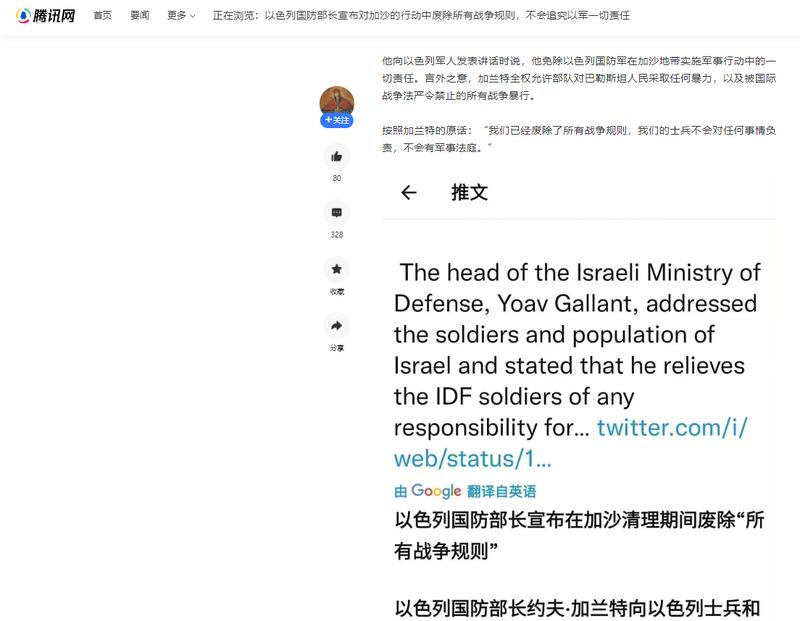 腾讯网 首页 要闻 更多 正在浏览：以色列国防部长宣布对加沙的行动中废除所有战争规则，不会追究以军一切责任
他向以色列军人发表讲话时说，他免除以色列国防军在加沙地带实施军事行动中的一
切责任。言外之意，加兰特全权允许部队对巴勒斯坦人民采取任何暴力，以及被国际
战争法严令禁止的所有战争暴行。
+关注
80
328
收藏
分享
按照加兰特的原话：“我们已经废除了所有战争规则，我们的士兵不会对任何事情负
责，不会有军事法庭。”
推文
The head of the Israeli Ministry of
Defense, Yoav Gallant, addressed
the soldiers and population of
Israel and stated that he relieves
the IDF soldiers of any
responsibility for... twitter.com/i/
web/status/1...
由 Google 翻译自英语
以色列国防部长宣布在加沙清理期间废除“所
有战争规则”
以色列国防部长约夫·加兰特向以色列士兵和